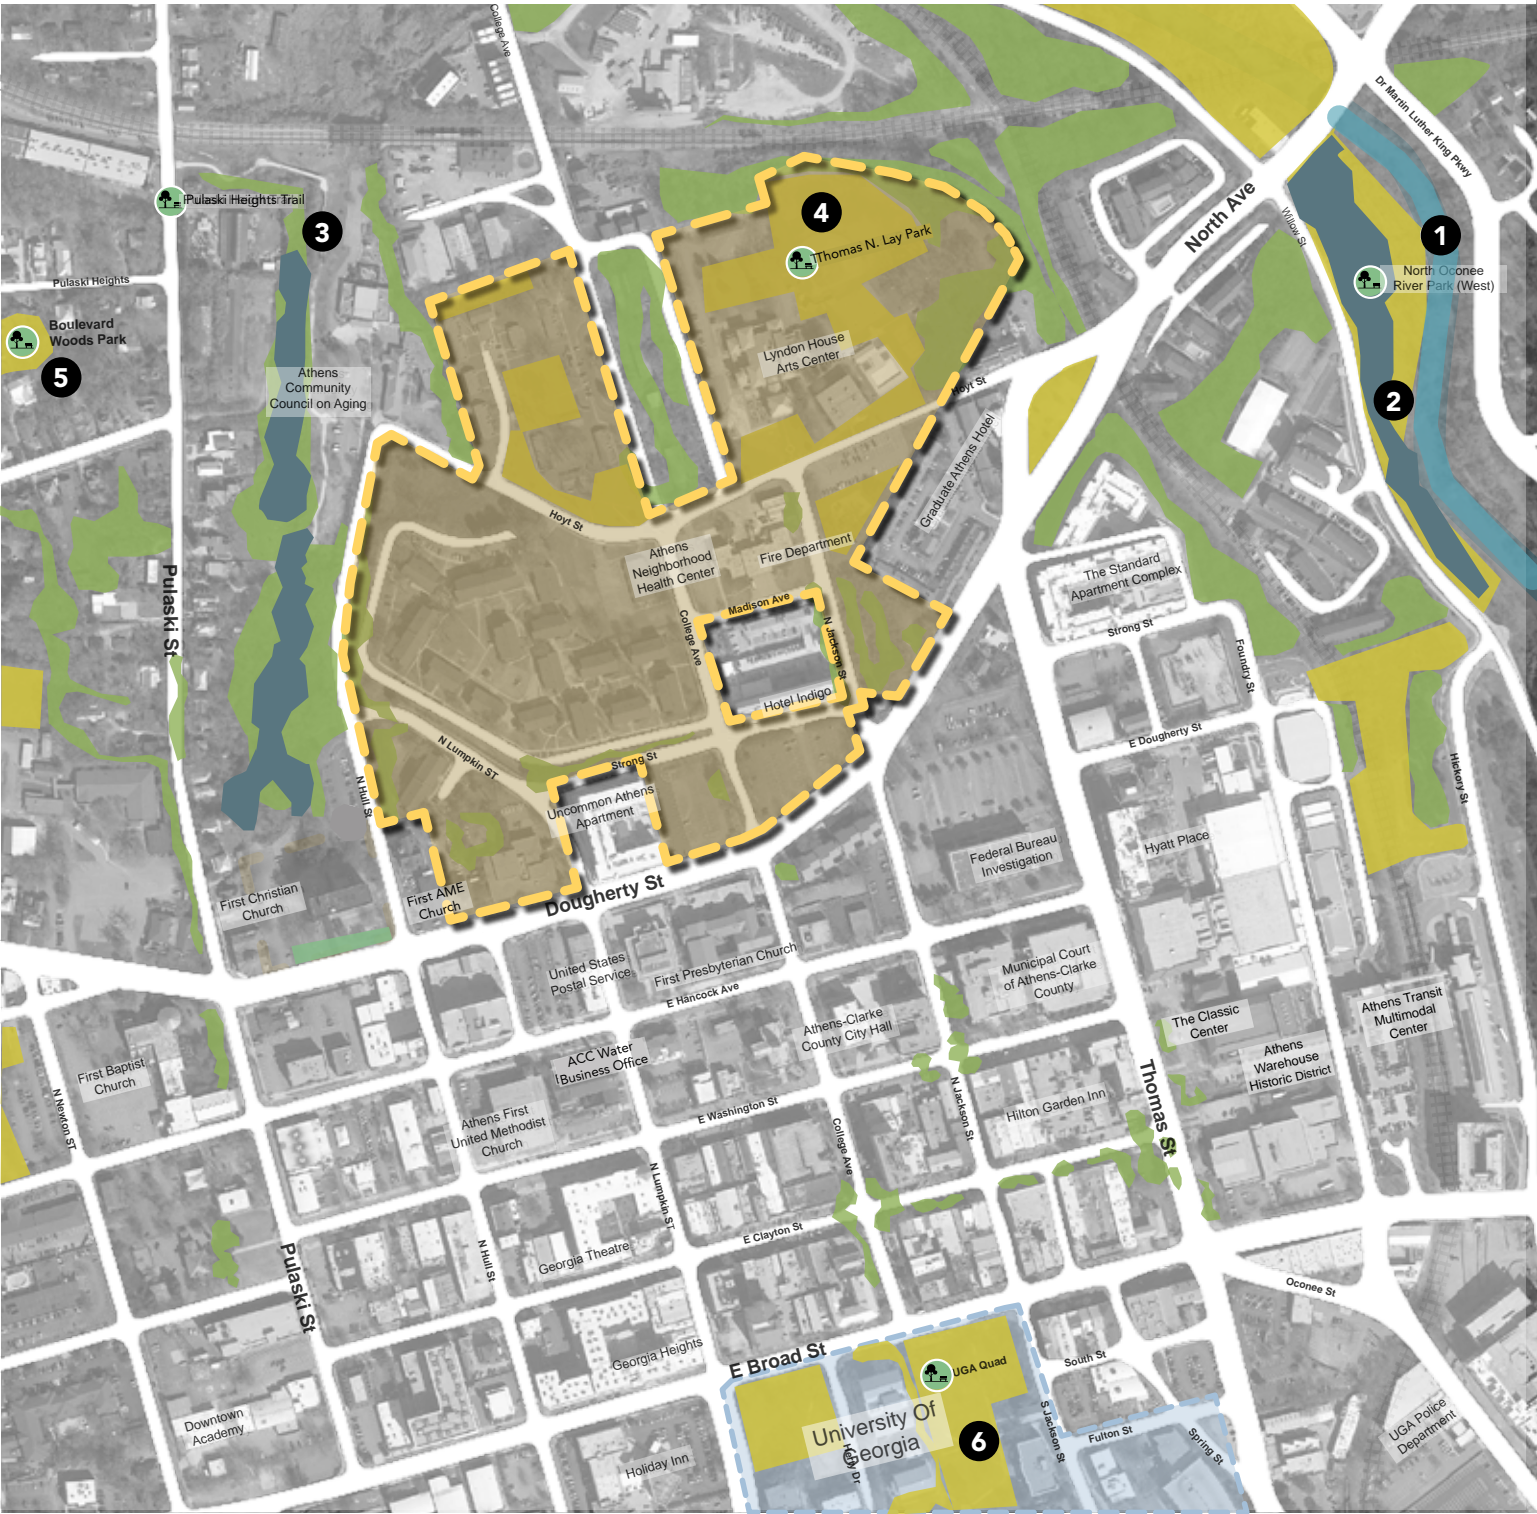 College Ave
Dr Martin Luther King Pkwy
Pulaski Heights Trail
3
4
Thomas N. Lay Park
North Ave
Willow St
1
North Oconee
River Park (West)
Pulaski Heights
Boulevard
Woods Park
5
Athens
Community
Council on Aging
Lyndon House
Arts Center
Hoyt St
2
Graduate Athens Hotel
Hoyt St
Athens
Neighborhood
Health Center
Fire Department
The Standard
Apartment Complex
Pulaski St
Madison Ave
College Ave
N Jackson St
Strong St
Foundry St
Hotel Indigo
E Dougherty St
N Lumpkin ST
Strong St
N Hull St
Uncommon Athens
Apartment
Hickory St
Hyatt Place
Federal Bureau
Investigation
First Christian
Church
First AME
Church
Dougherty St
United States
Postal Service
First Presbyterian Church
E Hancock Ave
Municipal Court
of Athens-Clarke
County
Athens-Clarke
County City Hall
The Classic
Center
Athens Transit
Multimodal
Center
Athens
Warehouse
Historic District
First Baptist
Church
N Newton ST
ACC Water
Business Office
Athens First
United Methodist
Church
E Washington St
College Ave
N Jackson St
Hilton Garden Inn
Thomas St
N Lumpkin ST
E Clayton St
Georgia Theatre
N Hull St
Pulaski St
Oconee St
Georgia Heights
E Broad St
UGA Quad
South St
University Of
Georgia
6
Herty Dr
S Jackson St
Fulton St
Spring St
UGA Police
Department
Downtown
Academy
Holiday Inn